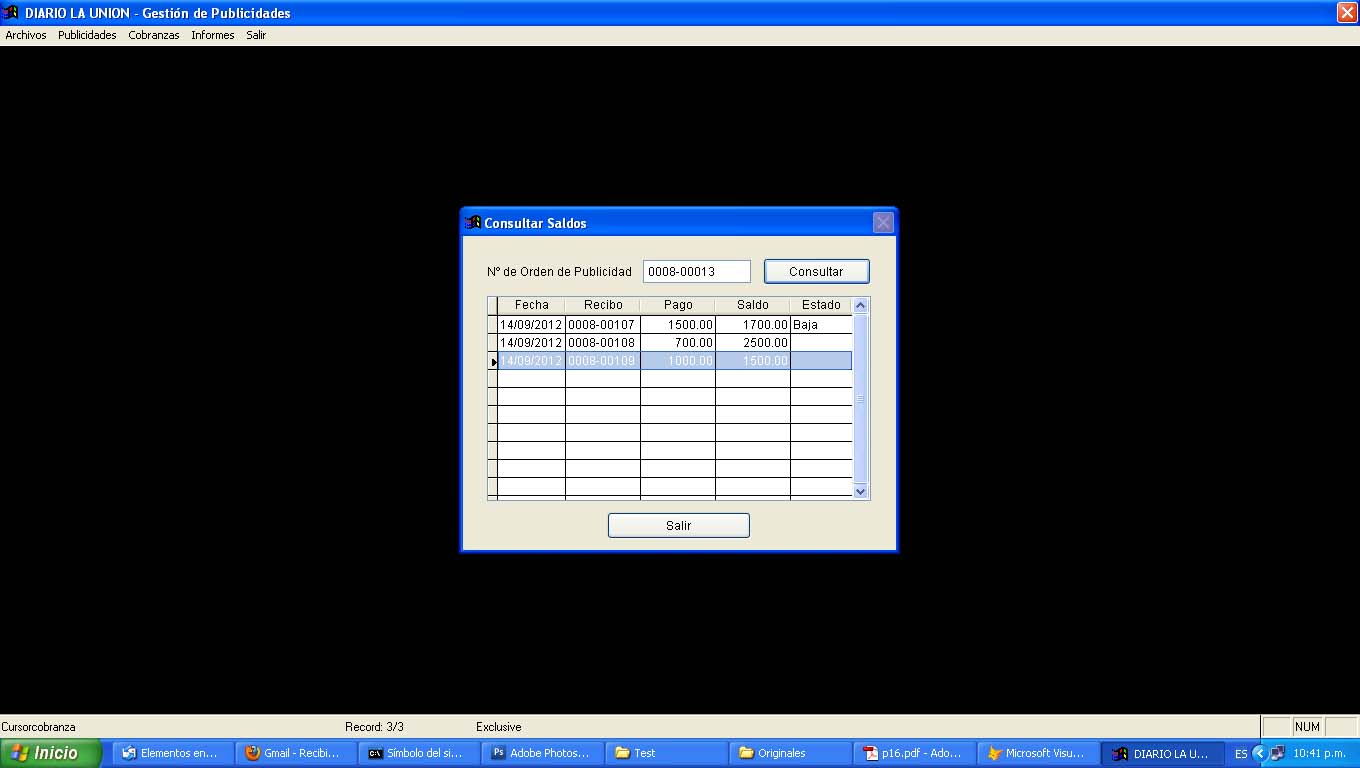 DIARIO LA UNION - Gestión de Publicidades
Archivos Publicidades Cobranzas Informes Salir
Consultar Saldos
Nº de Orden de Publicidad 0008-00013 Consultar
Fecha Recibo Pago Saldo Estado
14/09/2012 0008-00107 1500.00 1700.00 Baja
14/09/2012 0008-00108 700.00 2500.00
14/09/2012 0008-00109 1000.00 1500.00
Salir
Cursorcobranza Record: 3/3 Exclusive NUM
Inicio Elementos en... Gmail - Recibi... Símbolo del si... Adobe Photos... Test Originales p16.pdf - Ado... Microsoft Visu... DIARIO LA U... ES 10:41 p.m.